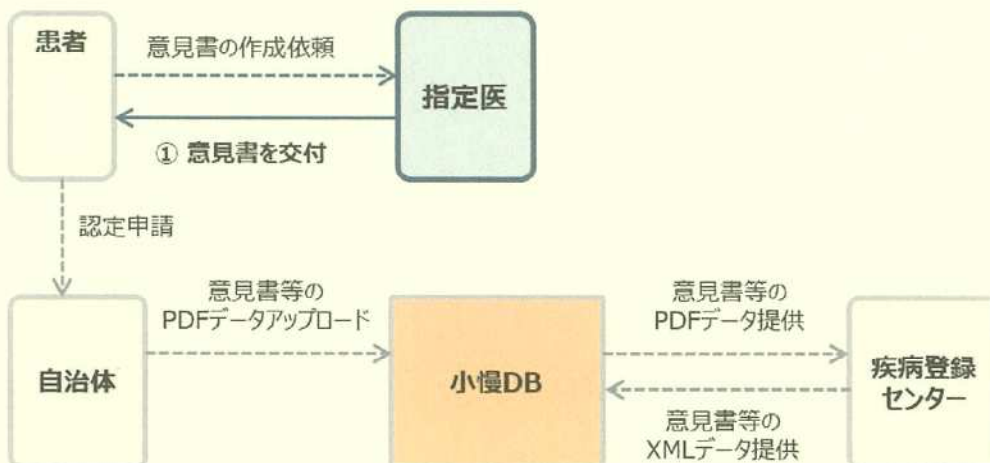 患者
意見書の作成依頼
指定医
① 意見書を交付
認定申請
意見書等の
PDFデータアップロード
意見書等の
PDFデータ提供
自治体
小慢DB
疾病登録
センター
意見書等の
XMLデータ提供